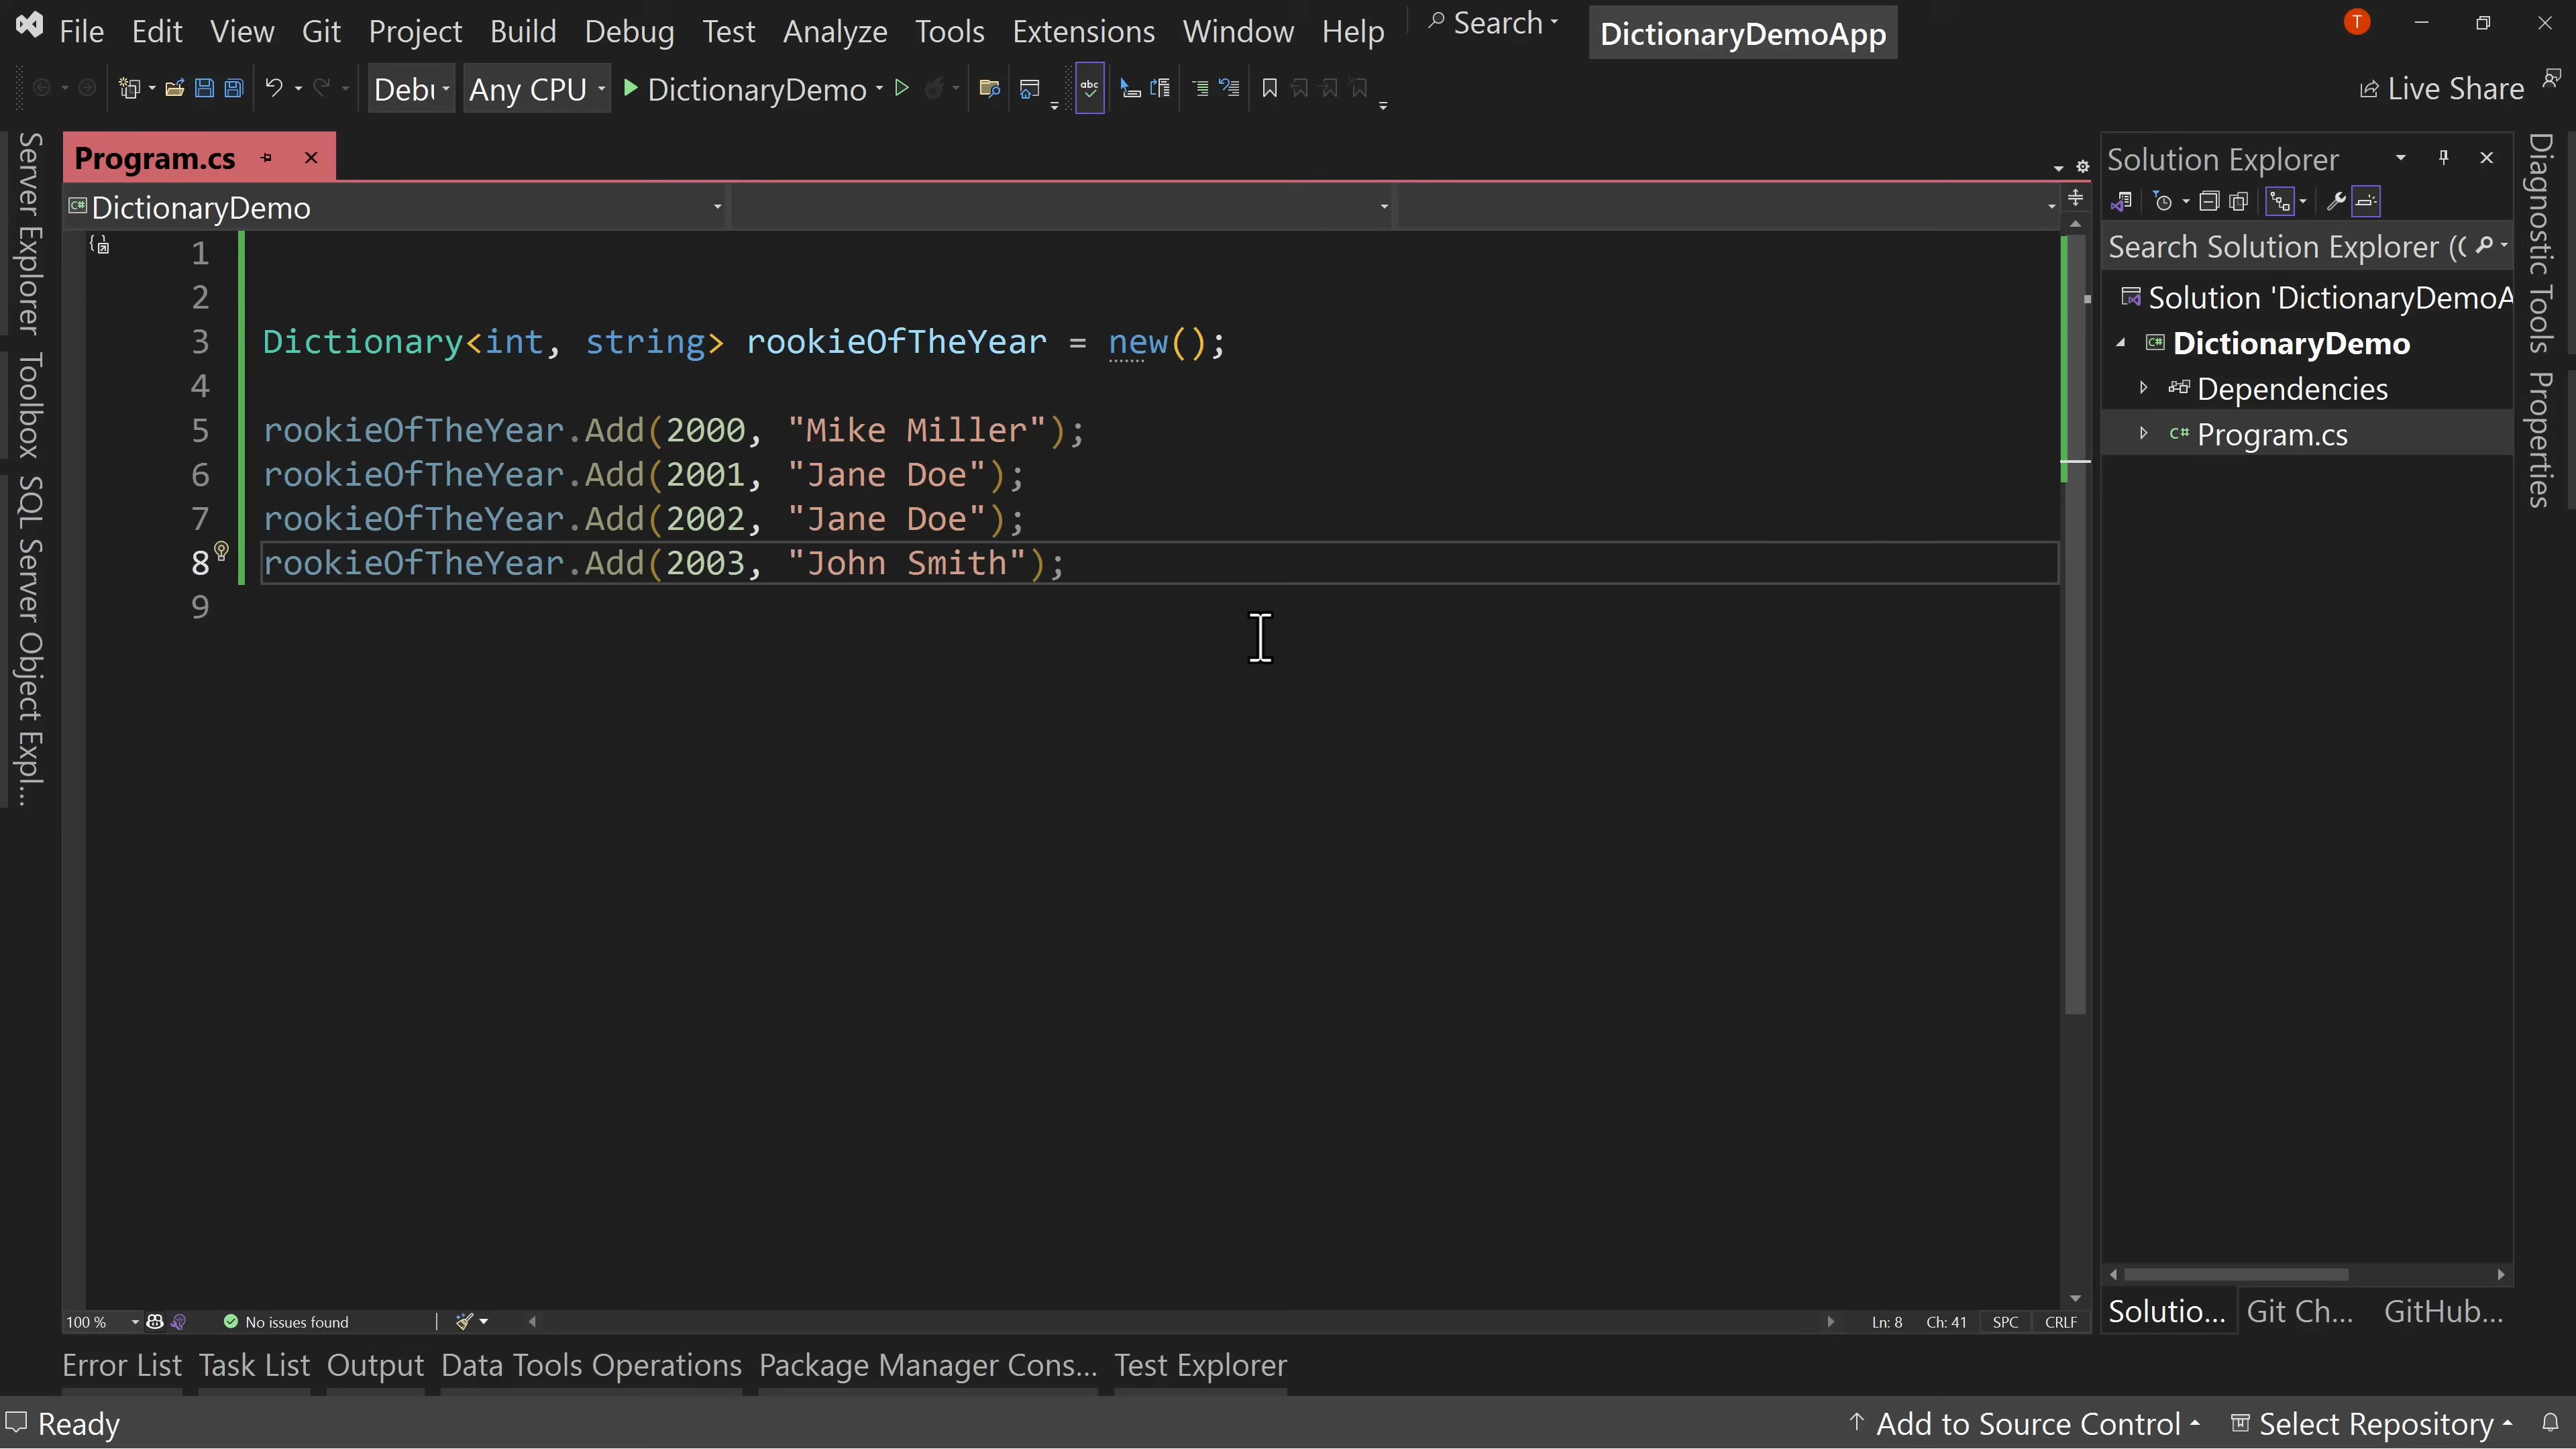 File Edit View Git Project Build Debug Test Analyze Tools Extensions Window Help Search DictionaryDemoApp T
Any CPU DictionaryDemo abc Live Share
Program.cs
DictionaryDemo
1
2
3 Dictionary<int, string> rookieOfTheYear = new();
4
5 rookieOfTheYear.Add(2000, "Mike Miller");
6 rookieOfTheYear.Add(2001, "Jane Doe");
7 rookieOfTheYear.Add(2002, "Jane Doe");
8 rookieOfTheYear.Add(2003, "John Smith");
9
Server Explorer
Toolbox
SQL Server Object Expl...
Solution Explorer
Search Solution Explorer (
Solution 'DictionaryDemoA
C# DictionaryDemo
Dependencies
C# Program.cs
Diagnostic Tools
Properties
100 % No issues found Ln: 8 Ch: 41 SPC CRLF
Solutio... Git Ch... GitHub...
Error List Task List Output Data Tools Operations Package Manager Cons... Test Explorer
Ready Add to Source Control Select Repository